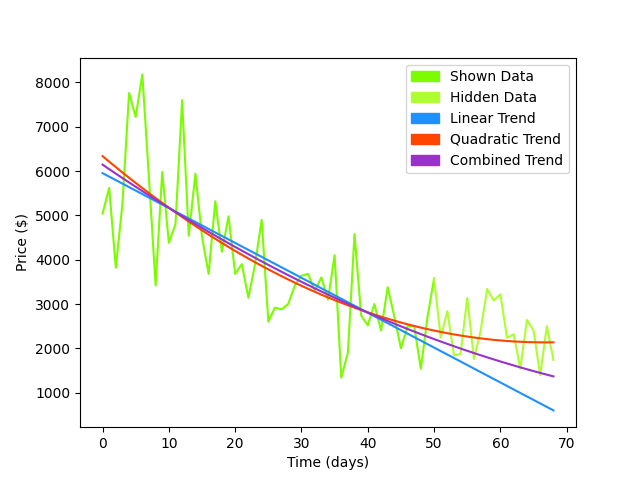 Shown Data
Hidden Data
Linear Trend
Quadratic Trend
Combined Trend
Price ($)
8000
7000
6000
5000
4000
3000
2000
1000
0
10
20
30
40
50
60
70
Time (days)